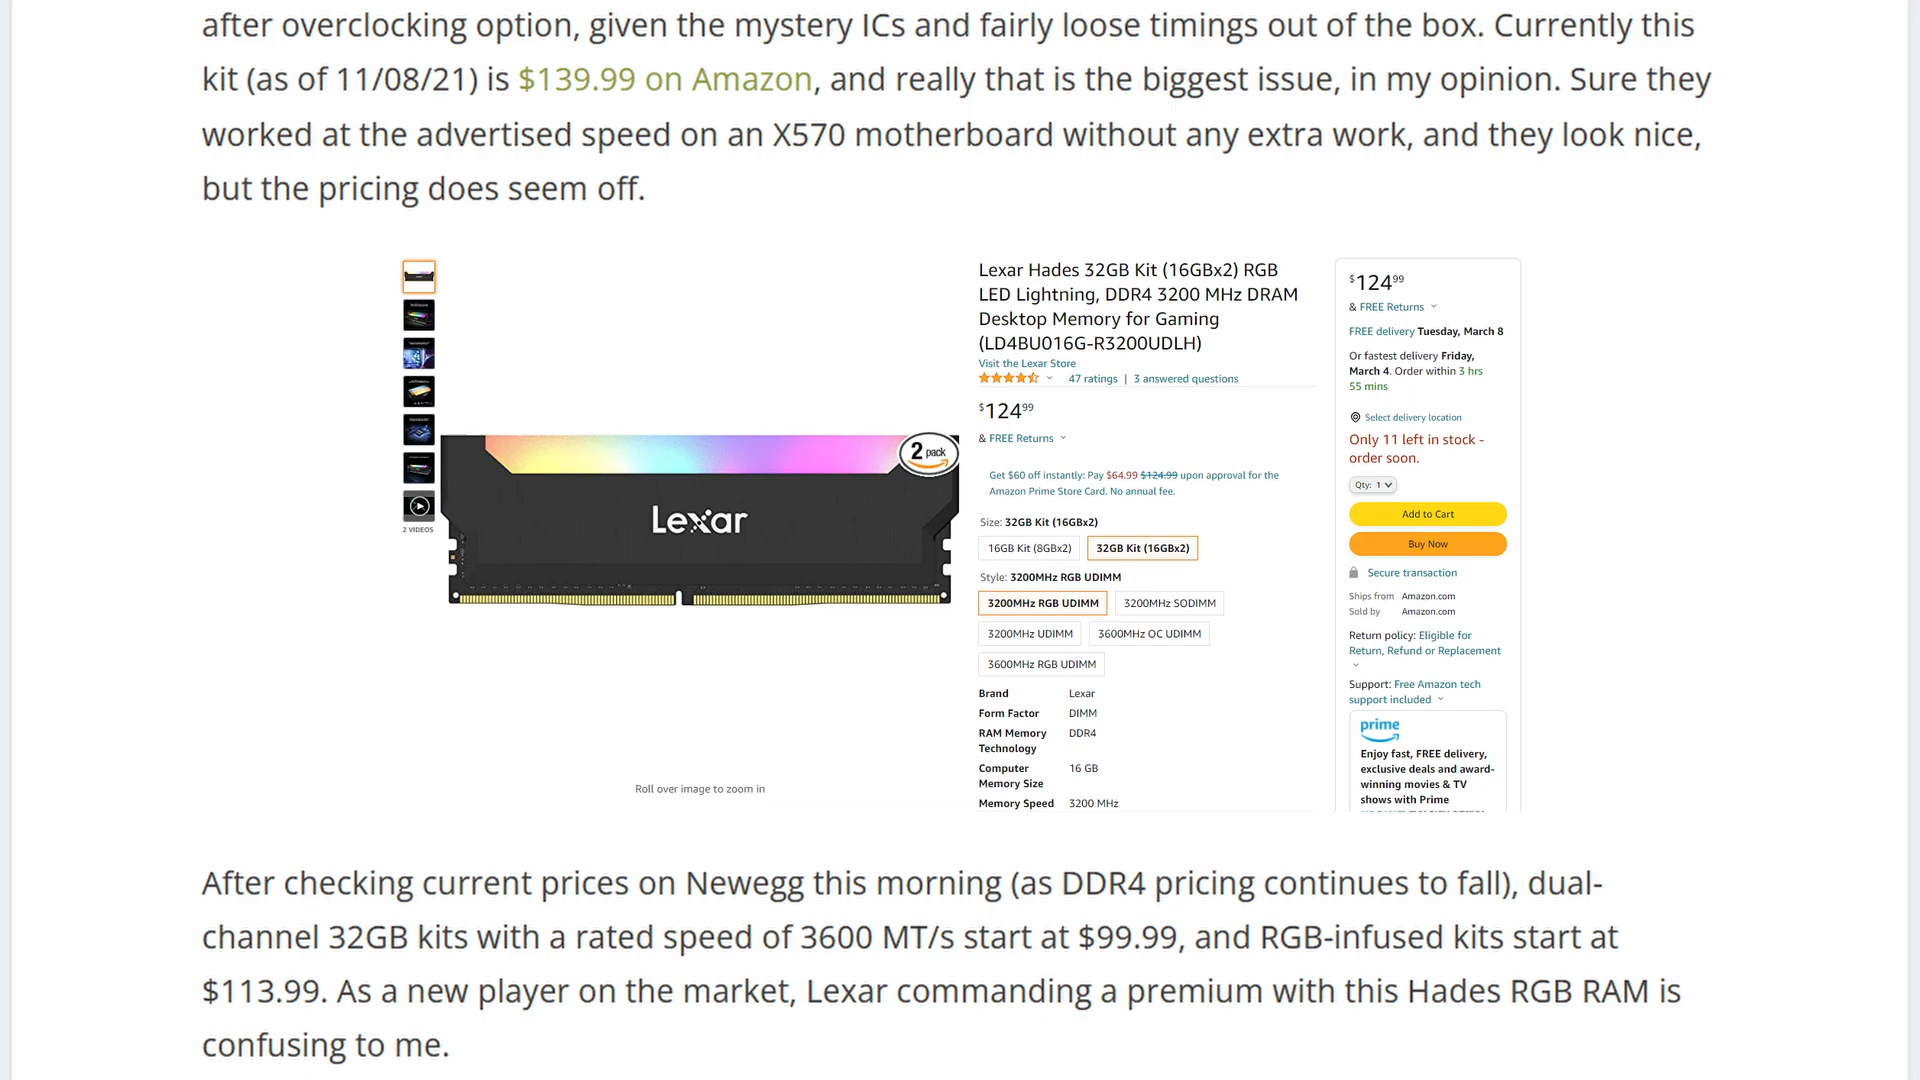 after overclocking option, given the mystery ICs and fairly loose timings out of the box. Currently this
kit (as of 11/08/21) is $139.99 on Amazon, and really that is the biggest issue, in my opinion. Sure they
worked at the advertised speed on an X570 motherboard without any extra work, and they look nice,
but the pricing does seem off.
2 VIDEOS
Lexar
2 pack
Roll over image to zoom in
Lexar Hades 32GB Kit (16GBx2) RGB
LED Lightning, DDR4 3200 MHz DRAM
Desktop Memory for Gaming
(LD4BU016G-R3200UDLH)
Visit the Lexar Store
47 ratings | 3 answered questions
$12499
& FREE Returns
Get $60 off instantly: Pay $64.99 $124.99 upon approval for the
Amazon Prime Store Card. No annual fee.
Size: 32GB Kit (16GBx2)
16GB Kit (8GBx2) 32GB Kit (16GBx2)
Style: 3200MHz RGB UDIMM
3200MHz RGB UDIMM 3200MHz SODIMM
3200MHz UDIMM 3600MHz OC UDIMM
3600MHz RGB UDIMM
Brand Lexar
Form Factor DIMM
RAM Memory DDR4
Technology
Computer 16 GB
Memory Size
Memory Speed 3200 MHz
$12499
& FREE Returns
FREE delivery Tuesday, March 8
Or fastest delivery Friday,
March 4. Order within 3 hrs
55 mins
Select delivery location
Only 11 left in stock -
order soon.
Qty: 1
Add to Cart
Buy Now
Secure transaction
Ships from Amazon.com
Sold by Amazon.com
Return policy: Eligible for
Return, Refund or Replacement
Support: Free Amazon tech
support included
prime
Enjoy fast, FREE delivery,
exclusive deals and award-
winning movies & TV
shows with Prime
After checking current prices on Newegg this morning (as DDR4 pricing continues to fall), dual-
channel 32GB kits with a rated speed of 3600 MT/s start at $99.99, and RGB-infused kits start at
$113.99. As a new player on the market, Lexar commanding a premium with this Hades RGB RAM is
confusing to me.